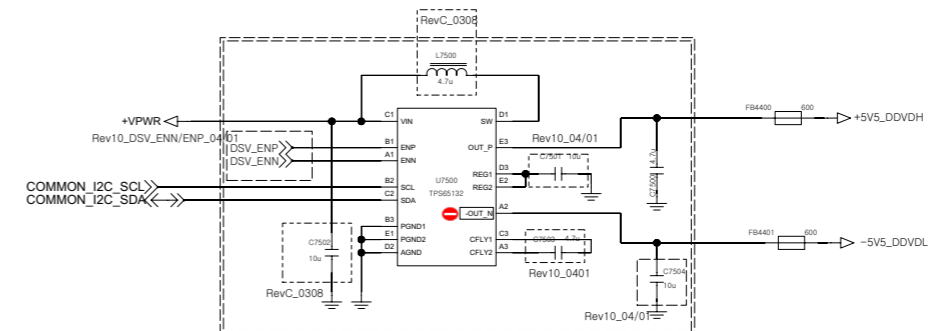 RevC_0308
L7500
4.7u
+VPWR
C1
VIN
SW
D1
FB4400
600
+5V5_DDVDH
Rev10_DSV_ENN/ENP_04/01
DSV_ENP
B1
ENP
OUT_P
E3
Rev10_04/01
DSV_ENN
A1
ENN
C7501
10u
4.7u
C7500
U7500
TPS65132
REG1
D3
REG2
E2
COMMON_I2C_SCL
B2
SCL
COMMON_I2C_SDA
C2
SDA
-OUT_N
A2
B3
PGND1
E1
PGND2
D2
AGND
CFLY1
C3
CFLY2
A3
C7503
4.7u
FB4401
600
-5V5_DDVDL
C7502
10u
C7504
10u
Rev10_0401
RevC_0308
Rev10_04/01